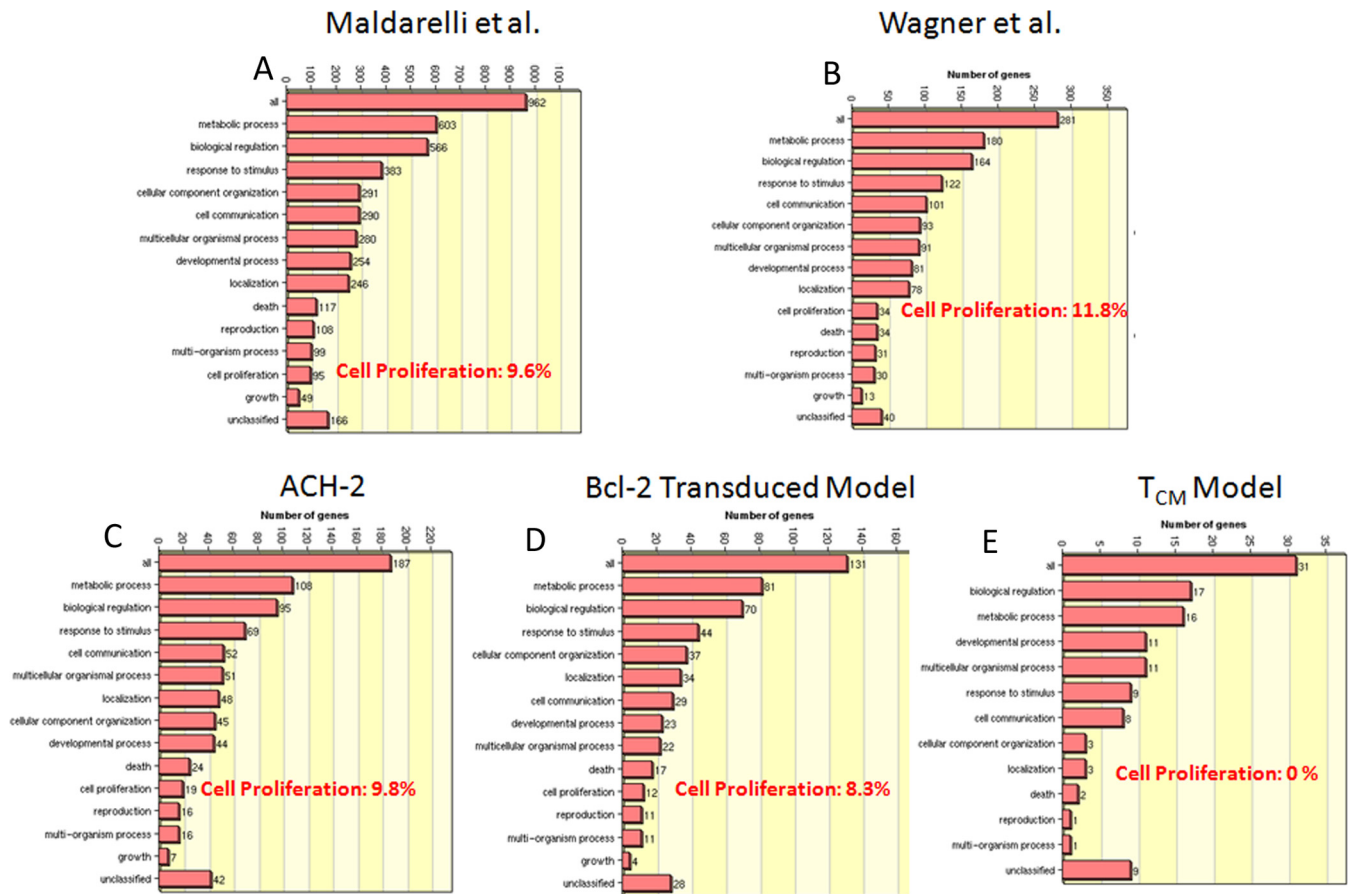 Maldarelli et al.
A
0 100 200 300 400 500 600 700 800 900 1000 1100
all 962
metabolic process 603
biological regulation 566
response to stimulus 383
cellular component organization 291
cell communication 290
multicellular organismal process 280
developmental process 254
localization 246
death 117
reproduction 108
multi-organism process 99
cell proliferation 95
growth 49
unclassified 166
Cell Proliferation: 9.6%
Wagner et al.
B
Number of genes
0 50 100 150 200 250 300 350
all 281
metabolic process 180
biological regulation 164
response to stimulus 122
cell communication 101
cellular component organization 93
multicellular organismal process 91
developmental process 81
localization 78
cell proliferation 34
death 34
reproduction 31
multi-organism process 30
growth 13
unclassified 40
Cell Proliferation: 11.8%
ACH-2
C
Number of genes
0 20 40 60 80 100 120 140 160 180 200 220
all 187
metabolic process 108
biological regulation 95
response to stimulus 69
cell communication 52
multicellular organismal process 51
localization 48
cellular component organization 45
developmental process 44
death 24
cell proliferation 19
reproduction 16
multi-organism process 16
growth 7
unclassified 42
Cell Proliferation: 9.8%
Bcl-2 Transduced Model
D
Number of genes
0 20 40 60 80 100 120 140 160
all 131
metabolic process 81
biological regulation 70
response to stimulus 44
cellular component organization 37
localization 34
cell communication 29
developmental process 23
multicellular organismal process 22
death 17
cell proliferation 12
reproduction 11
multi-organism process 11
growth 4
unclassified 28
Cell Proliferation: 8.3%
TCM Model
E
Number of genes
0 5 10 15 20 25 30 35
all 31
biological regulation 17
metabolic process 16
developmental process 11
multicellular organismal process 11
response to stimulus 9
cell communication 8
cellular component organization 3
localization 3
death 2
reproduction 1
multi-organism process 1
unclassified 9
Cell Proliferation: 0 %